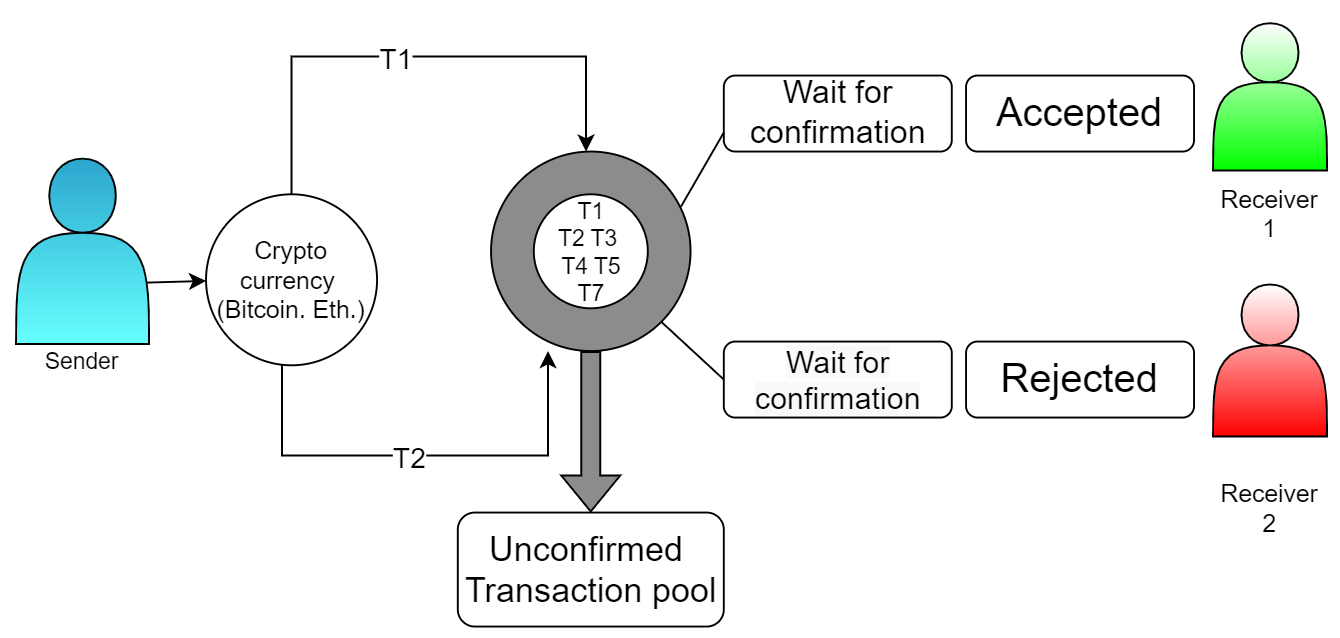 T1
Wait for
confirmation
Accepted
Receiver
1
T1
T2 T3
T4 T5
T7
Crypto
currency
(Bitcoin. Eth.)
Sender
Wait for
confirmation
Rejected
Receiver
2
T2
Unconfirmed
Transaction pool